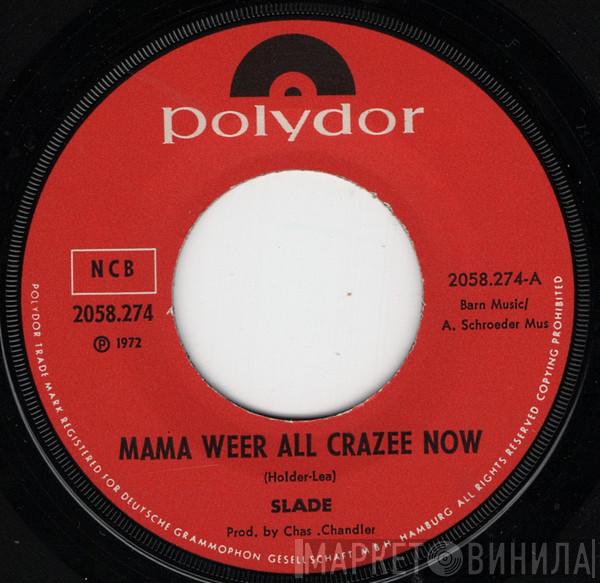 polydor
NCB
2058.274
Ⓟ 1972
2058.274-A
Barn Music/
A. Schroeder Mus
MAMA WEER ALL CRAZEE NOW
(Holder-Lea)
SLADE
Prod. by Chas .Chandler
POLYDOR TRADE MARK REGISTERED FOR DEUTSCHE GRAMMOPHON GESELLSCHAFT M.B.H. HAMBURG ALL RIGHTS RESERVED COPYING PROHIBITED
МАРКЕТ ВИНИЛА